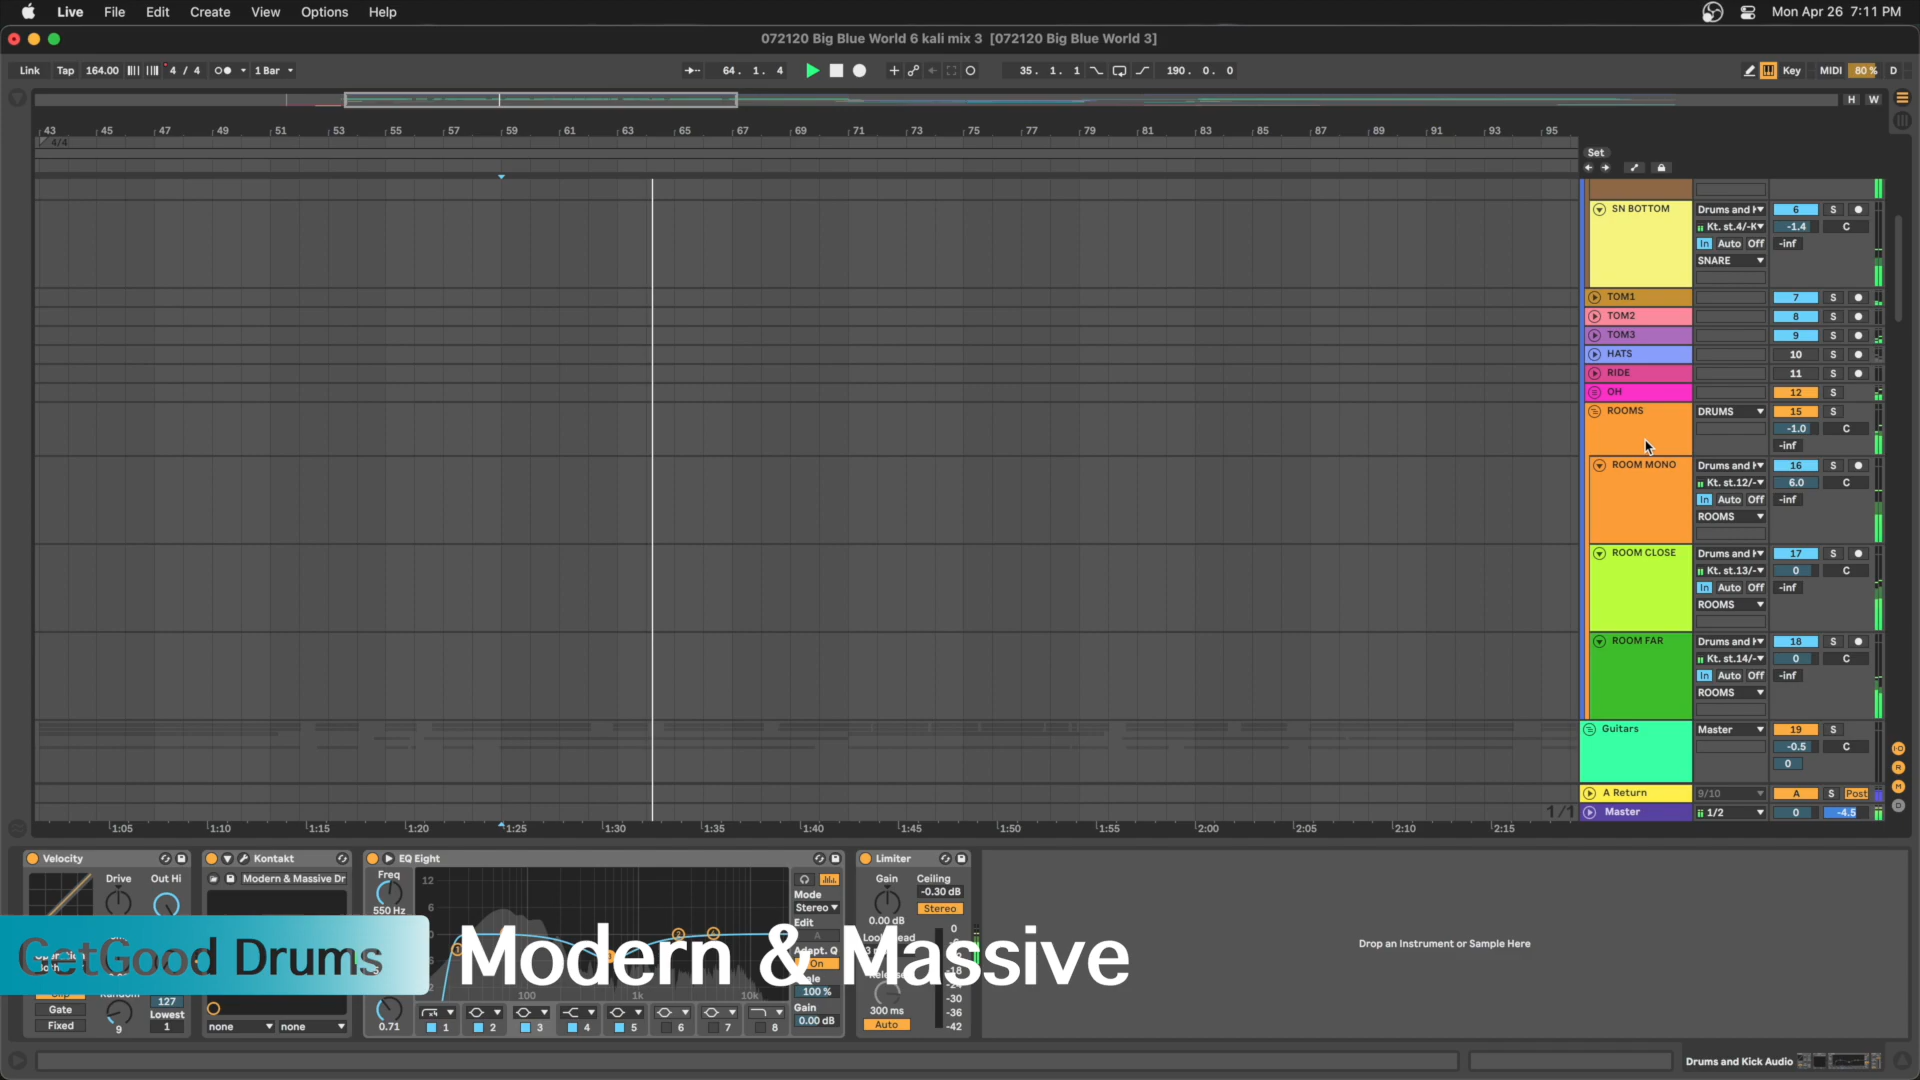 Live File Edit Create View Options Help Mon Apr 26 7:11 PM
072120 Big Blue World 6 kali mix 3 [072120 Big Blue World 3]
Link Tap 164.00 4 / 4 1 Bar 64. 1. 4 35. 1. 1 190. 0. 0 Key MIDI 80 % D
H W
43 45 47 49 51 53 55 57 59 61 63 65 67 69 71 73 75 77 79 81 83 85 87 89 91 93 95
4/4
Set
SN BOTTOM Drums and 6 S
Kt. st.4/-K -1.4 C
In Auto Off -inf
SNARE
TOM1 7 S
TOM2 8 S
TOM3 9 S
HATS 10 S
RIDE 11 S
OH 12 S
ROOMS DRUMS 15 S
-1.0 C
-inf
ROOM MONO Drums and 16 S
Kt. st.12/- 6.0 C
In Auto Off -inf
ROOMS
ROOM CLOSE Drums and 17 S
Kt. st.13/- 0 C
In Auto Off -inf
ROOMS
ROOM FAR Drums and 18 S
Kt. st.14/- 0 C
In Auto Off -inf
ROOMS
Guitars Master 19 S
-0.5 C
0
A Return 9/10 A S Post
1/1 Master 1/2 0 -4.5
1:05 1:10 1:15 1:20 1:25 1:30 1:35 1:40 1:45 1:50 1:55 2:00 2:05 2:10 2:15
Velocity Kontakt EQ Eight Limiter
Drive Out Hi Modern & Massive Dr Freq 12 Gain Ceiling
-0.30 dB
550 Hz 6 Mode Stereo Stereo
0.00 dB
Edit
GetGood Drums Modern & Massive
Adapt. Q
On
Drop an Instrument or Sample Here
100 1k 10k 100 %
Gate 127
Lowest
Fixed 9 1 none none 0.71 1 2 3 4 5 6 7 8
Gain
0.00 dB
300 ms
Auto
0
-18
-30
-36
-42
Drums and Kick Audio